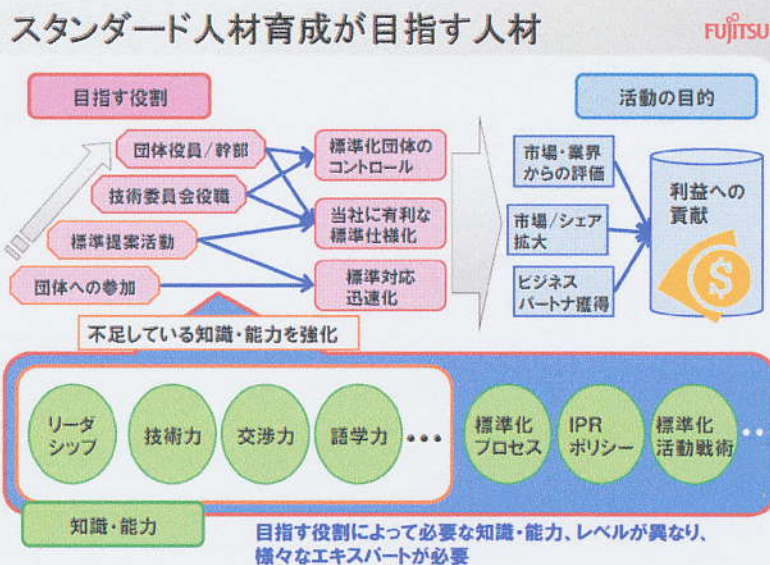 スタンダード人材育成が目指す人材
FUJITSU
目指す役割
活動の目的
団体役員/幹部
技術委員会役職
標準提案活動
団体への参加
標準化団体の
コントロール
当社に有利な
標準仕様化
標準対応
迅速化
市場・業界
からの評価
市場/シェア
拡大
ビジネス
パートナ獲得
利益への
貢献
$
不足している知識・能力を強化
リーダ
シップ
技術力
交渉力
語学力
•••
標準化
プロセス
IPR
ポリシー
標準化
活動戦術
••
知識・能力
目指す役割によって必要な知識・能力、レベルが異なり、
様々なエキスパートが必要